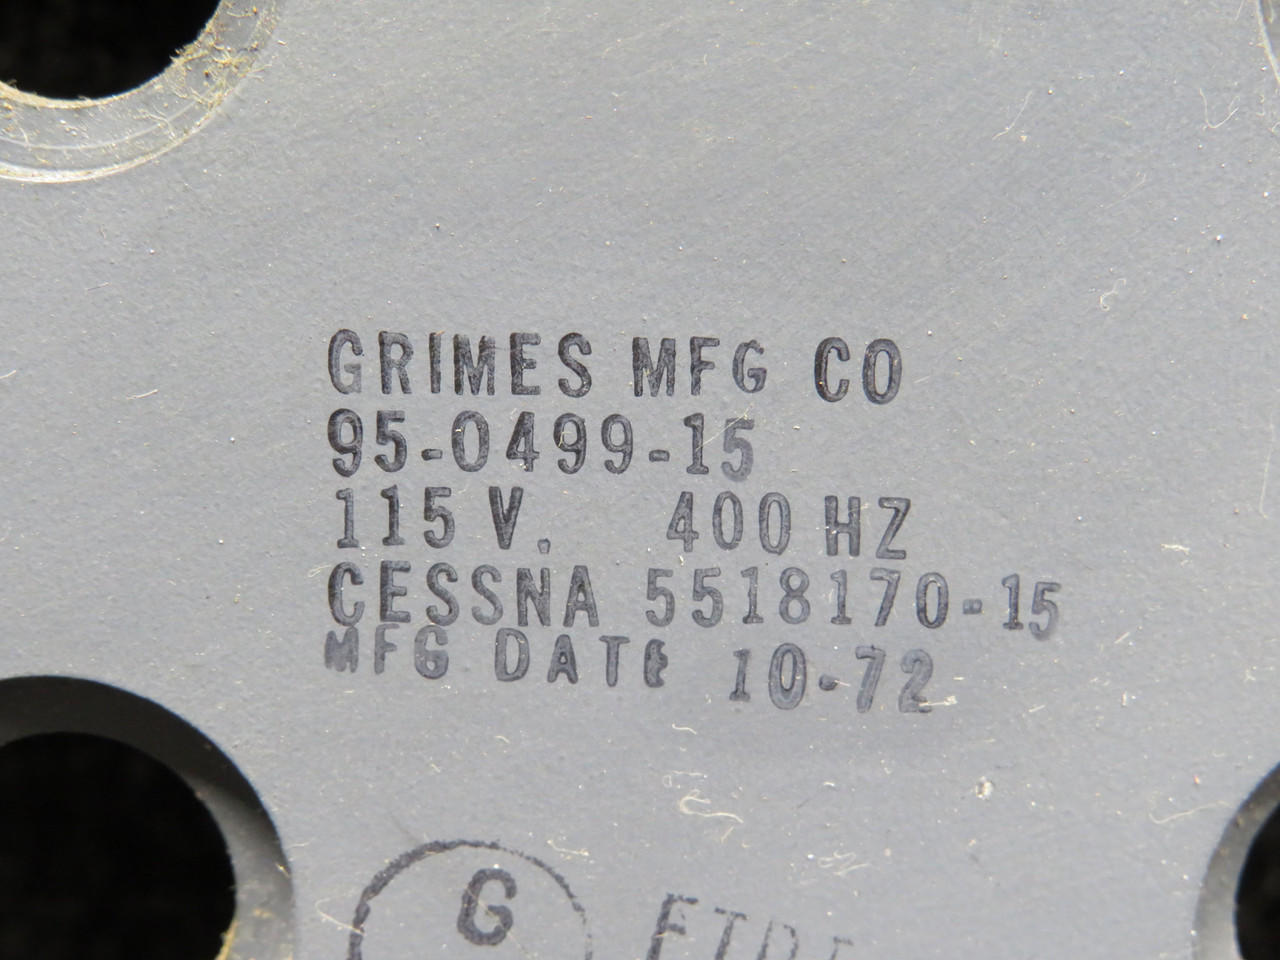 GRIMES MFG CO
95-0499-15
115 V. 400 HZ
CESSNA 5518170-15
MFG DATE 10-72
G